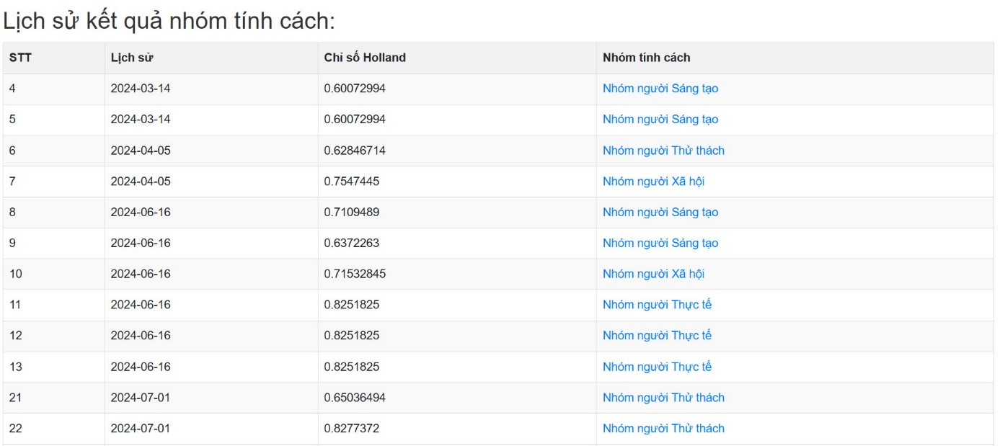 Lịch sử kết quả nhóm tính cách:
STT Lịch sử Chỉ số Holland Nhóm tính cách
4 2024-03-14 0.60072994 Nhóm người Sáng tạo
5 2024-03-14 0.60072994 Nhóm người Sáng tạo
6 2024-04-05 0.62846714 Nhóm người Thử thách
7 2024-04-05 0.7547445 Nhóm người Xã hội
8 2024-06-16 0.7109489 Nhóm người Sáng tạo
9 2024-06-16 0.6372263 Nhóm người Sáng tạo
10 2024-06-16 0.71532845 Nhóm người Xã hội
11 2024-06-16 0.8251825 Nhóm người Thực tế
12 2024-06-16 0.8251825 Nhóm người Thực tế
13 2024-06-16 0.8251825 Nhóm người Thực tế
21 2024-07-01 0.65036494 Nhóm người Thử thách
22 2024-07-01 0.8277372 Nhóm người Thử thách